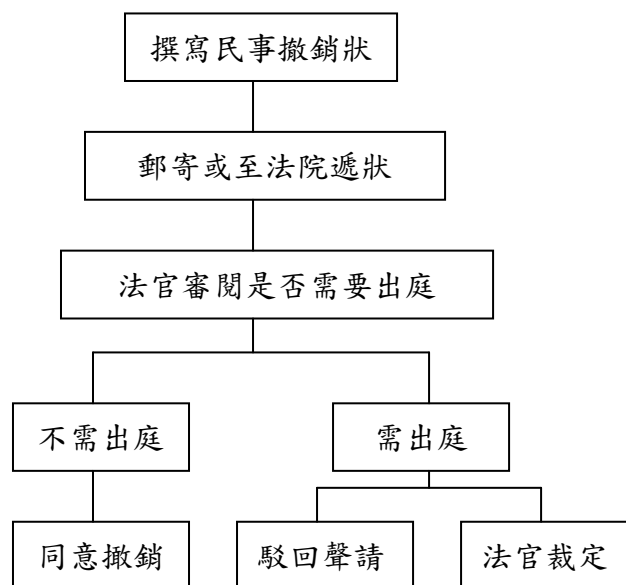 撰寫民事撤銷狀
郵寄或至法院遞狀
法官審閱是否需要出庭
不需出庭
需出庭
同意撤銷
駁回聲請
法官裁定